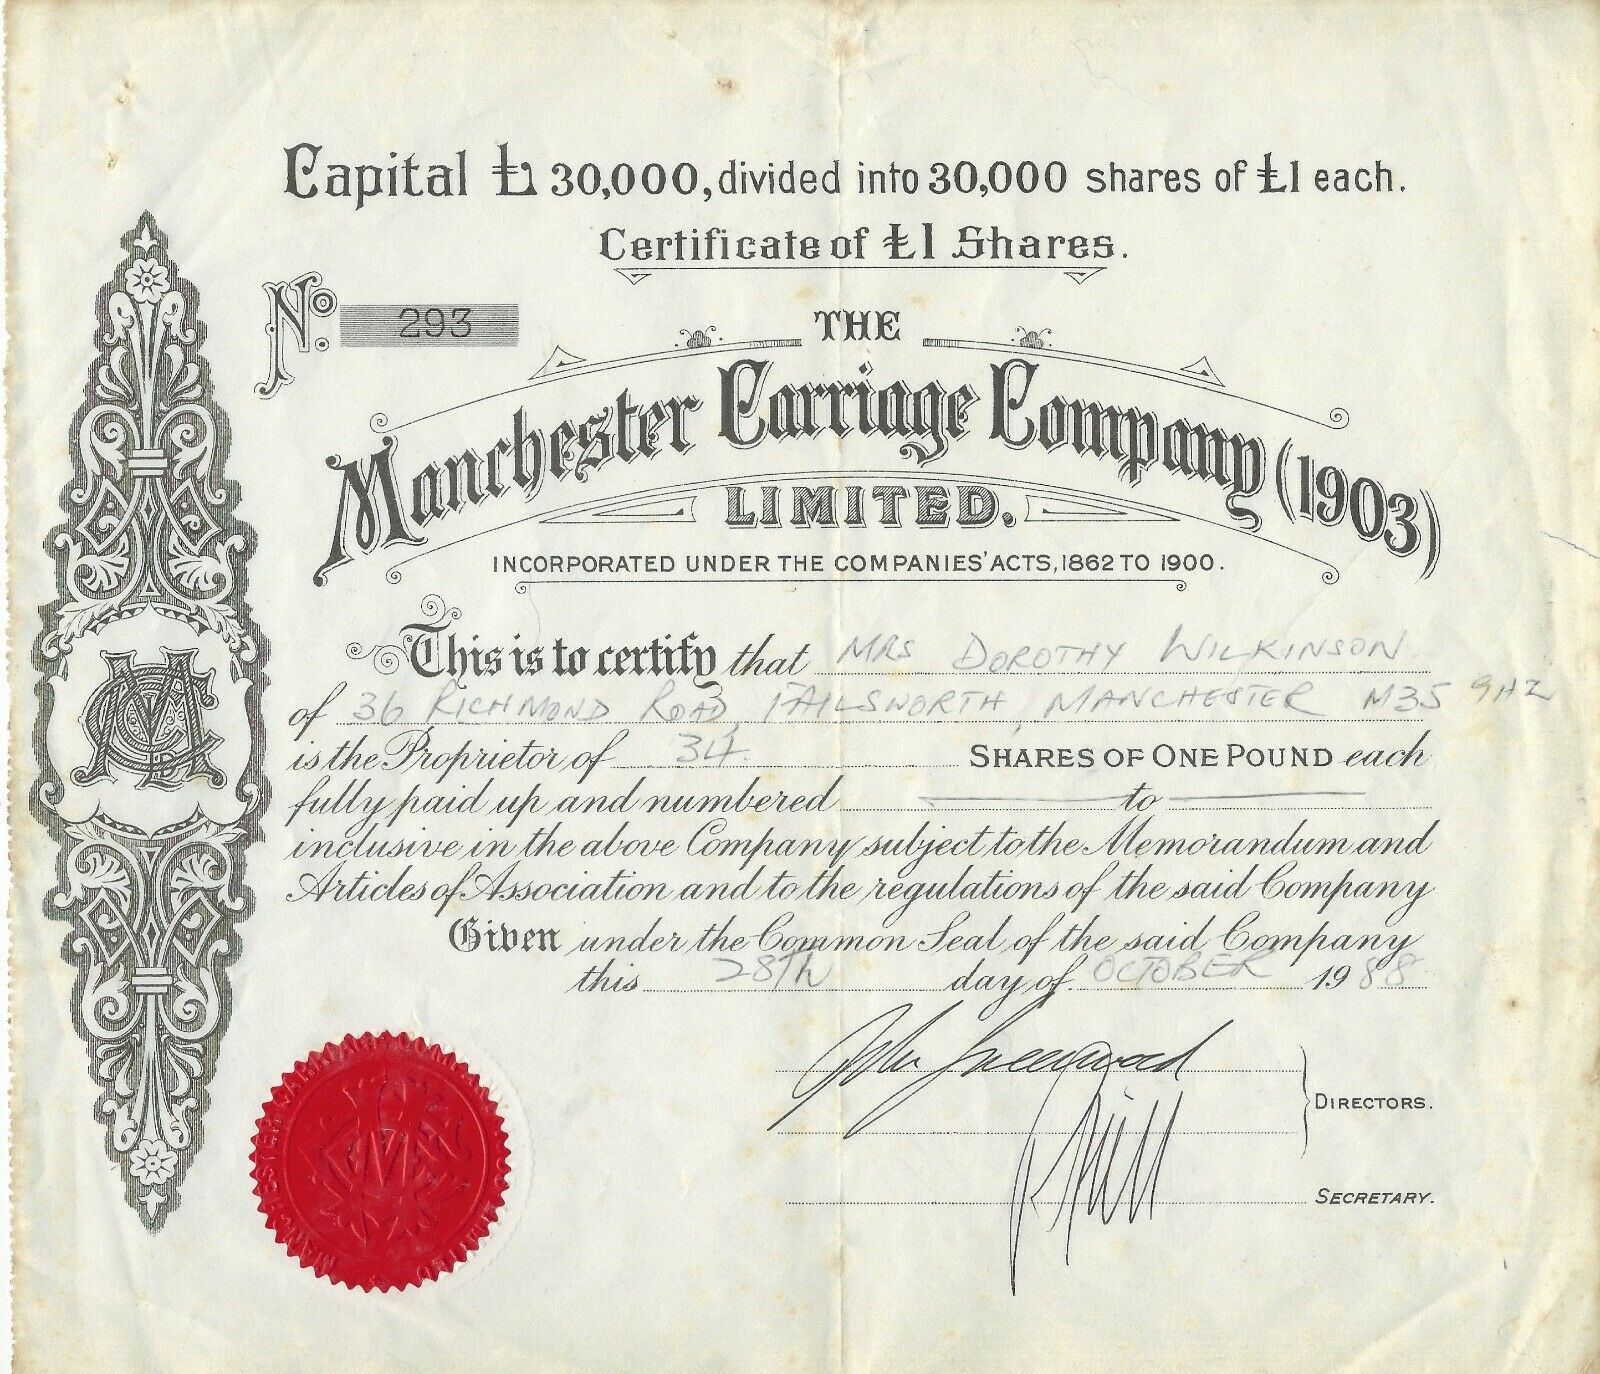 Capital £30,000, divided into 30,000 shares of £1 each.
Certificate of £1 Shares.
No. 293
THE
Manchester Carriage Company (1903)
LIMITED.
INCORPORATED UNDER THE COMPANIES' ACTS, 1862 TO 1900.
This is to certify that MRS DOROTHY WILKINSON
of 36 RICHMOND ROAD, FAILSWORTH, MANCHESTER M35 9HZ
is the Proprietor of 34 SHARES OF ONE POUND each
fully paid up and numbered to
inclusive in the above Company subject to the Memorandum and
Articles of Association and to the regulations of the said Company
Given under the Common Seal of the said Company
this 28TH day of OCTOBER 1988
John Greenwood
DIRECTORS.
SECRETARY.